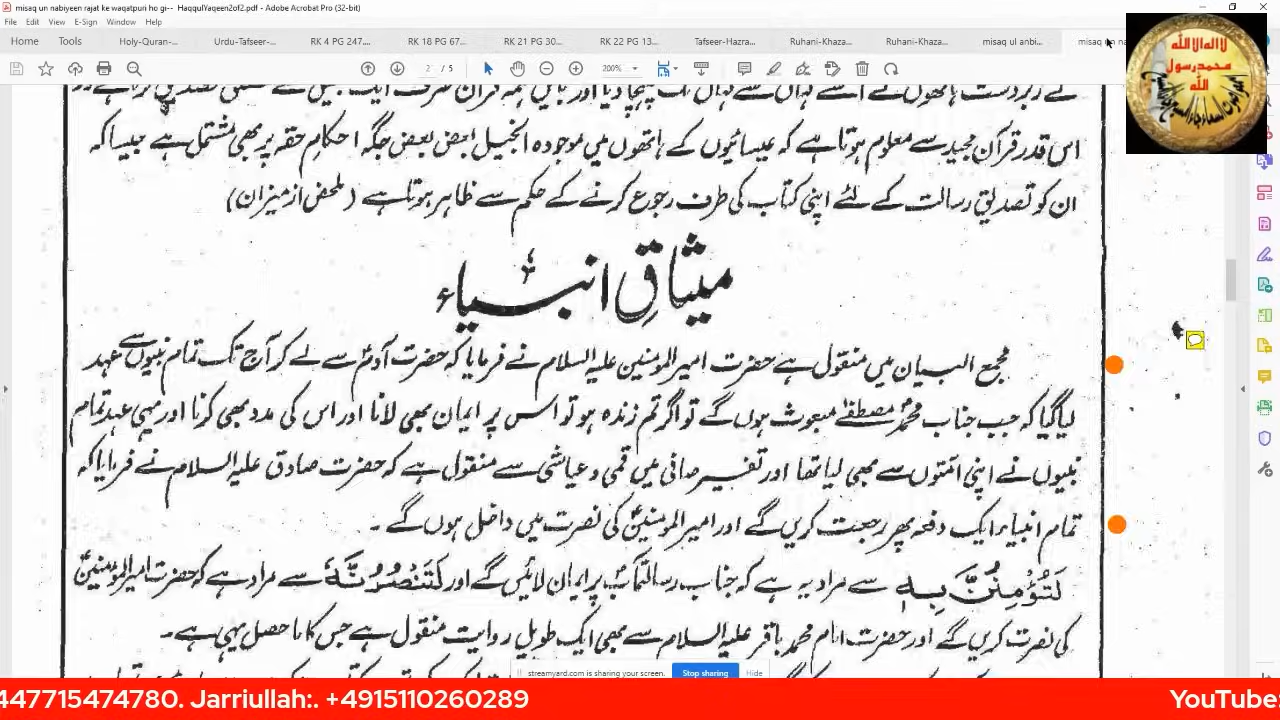 misaq un nabiyeen rajat ke waqatpuri ho gi-- HaqqulYaqeen2of2.pdf - Adobe Acrobat Pro (32-bit)
File Edit View E-Sign Window Help
Home Tools Holy-Quran-... Urdu-Tafseer-... RK 4 PG 247.... RK 18 PG 67... RK1 PG 30... RK 22 PG 13... Tafseer-Hazra... Ruhani-Khaza... Ruhani-Khaza... misaq ul anbi...
2 / 5 200%
لا اله الا الله
محمد رسول
الله
اس قدر قرآن مجید سے معلوم ہوتا ہے کہ عیسائیوں کے ہاتھوں میں موجودہ انجیل بعض بعض جگہ احکام حقہ پر بھی مشتمل ہے جیسا کہ
ان کو تصدیق رسالت کے لئے اپنی کتاب کی طرف رجوع کرنے کے حکم سے ظاہر ہوتا ہے (ملخص از میزان)
میثاقِ انبیاء
مجمع البیان میں منقول ہے حضرت امیر المومنین علیہ السلام نے فرمایا کہ حضرت آدمؑ سے لے کر آج تک تمام نبیوں سے عہد
لیا گیا کہ جب جناب محمدؐ مصطفےٰ مبعوث ہوں گے تو اگر تم زندہ ہو تو اس پر ایمان بھی لانا اور اس کی مدد بھی کرنا اور یہی عہد تمام
نبیوں نے اپنی امتوں سے بھی لیا تھا اور تفسیر صافی میں قمی و عیاشی سے منقول ہے کہ حضرت صادق علیہ السلام نے فرمایا کہ
تمام انبیاء ایک دفعہ پھر رجعت کریں گے اور امیر المومنینؑ کی نصرت میں داخل ہوں گے ۔
لَتُؤْمِنُنَّ بِهٖ سے مراد یہ ہے کہ جناب رسالتمآبؐ پر ایمان لائیں گے اور لَتَنْصُرُنَّهٗ سے مراد ہے کہ حضرت امیر المومنینؑ
کی نصرت کریں گے اور حضرت امام محمد باقر علیہ السلام سے بھی ایک طویل روایت منقول ہے جس کا ماحصل یہی ہے۔
streamyard.com is sharing your screen. Stop sharing Hide
447715474780. Jarriullah:. +4915110260289 YouTube: